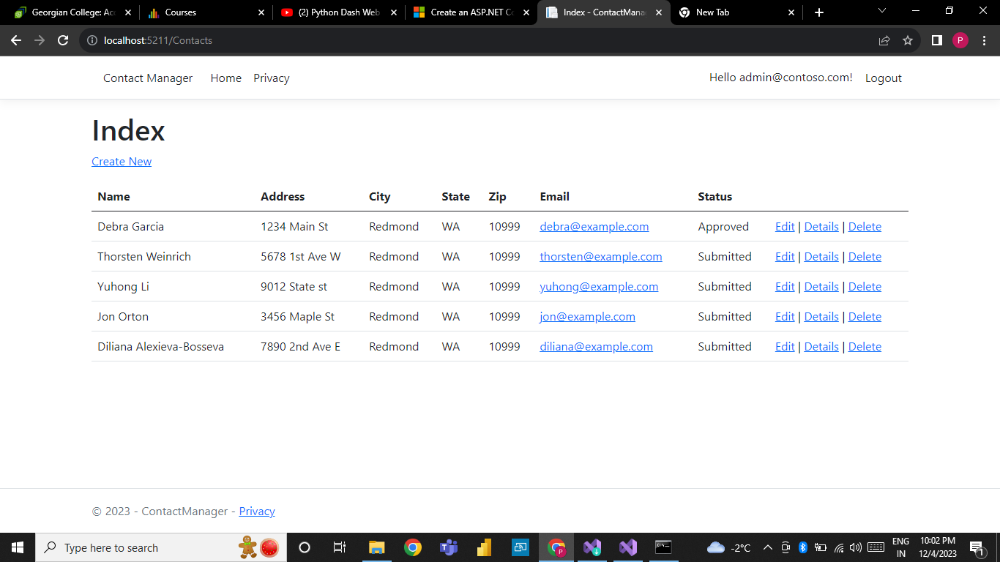 Georgian College: Acc
Courses
(2) Python Dash Web
Create an ASP.NET Co
Index - ContactMana
New Tab
localhost:5211/Contacts
P
Contact Manager Home Privacy Hello admin@contoso.com! Logout
Index
Create New
Name Address City State Zip Email Status
Debra Garcia 1234 Main St Redmond WA 10999 debra@example.com Approved Edit | Details | Delete
Thorsten Weinrich 5678 1st Ave W Redmond WA 10999 thorsten@example.com Submitted Edit | Details | Delete
Yuhong Li 9012 State st Redmond WA 10999 yuhong@example.com Submitted Edit | Details | Delete
Jon Orton 3456 Maple St Redmond WA 10999 jon@example.com Submitted Edit | Details | Delete
Diliana Alexieva-Bosseva 7890 2nd Ave E Redmond WA 10999 diliana@example.com Submitted Edit | Details | Delete
© 2023 - ContactManager - Privacy
Type here to search
-2°C
ENG
IN
10:02 PM
12/4/2023
1